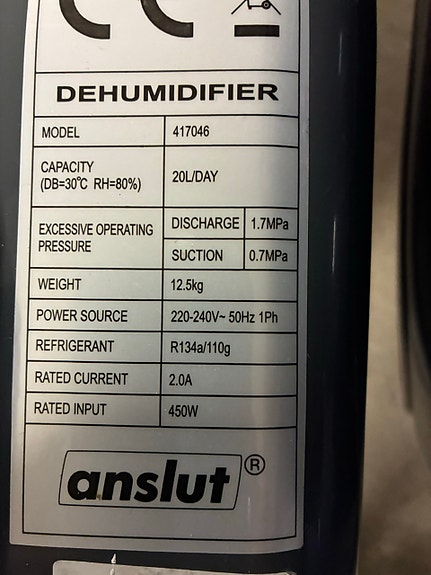 CE
DEHUMIDIFIER
MODEL 417046
CAPACITY
(DB=30℃ RH=80%) 20L/DAY
EXCESSIVE OPERATING
PRESSURE
DISCHARGE 1.7MPa
SUCTION 0.7MPa
WEIGHT 12.5kg
POWER SOURCE 220-240V~ 50Hz 1Ph
REFRIGERANT R134a/110g
RATED CURRENT 2.0A
RATED INPUT 450W
anslut®